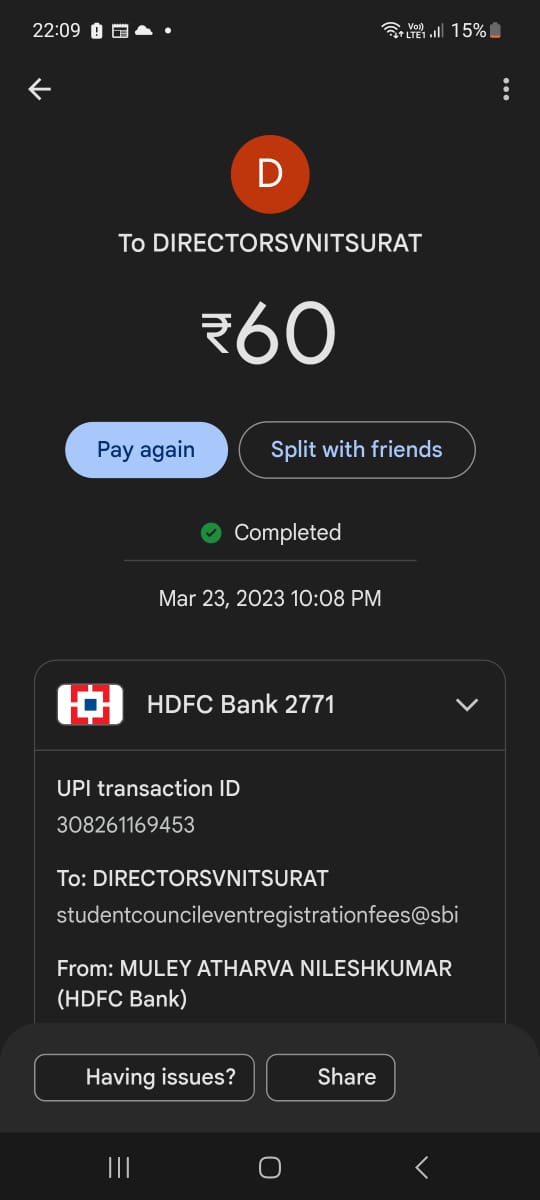 22:09
Vo)) LTE1 15%
D
To DIRECTORSVNITSURAT
₹60
Pay again
Split with friends
Completed
Mar 23, 2023 10:08 PM
HDFC Bank 2771
UPI transaction ID
308261169453
To: DIRECTORSVNITSURAT
studentcouncileventregistrationfees@sbi
From: MULEY ATHARVA NILESHKUMAR
(HDFC Bank)
Having issues?
Share